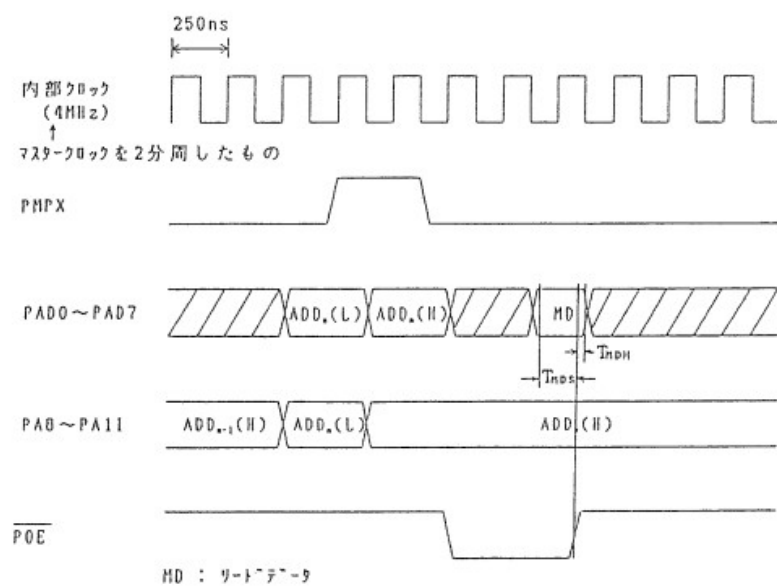 250ns
内部クロック
(4MHz)
↑
マスタークロックを2分周したもの
PMPX
PAD0～PAD7
ADDn(L)
ADDn(H)
MD
TMDH
TMDS
PA8～PA11
ADDn-1(H)
ADDn(L)
ADDn(H)
POE
MD : リードデータ